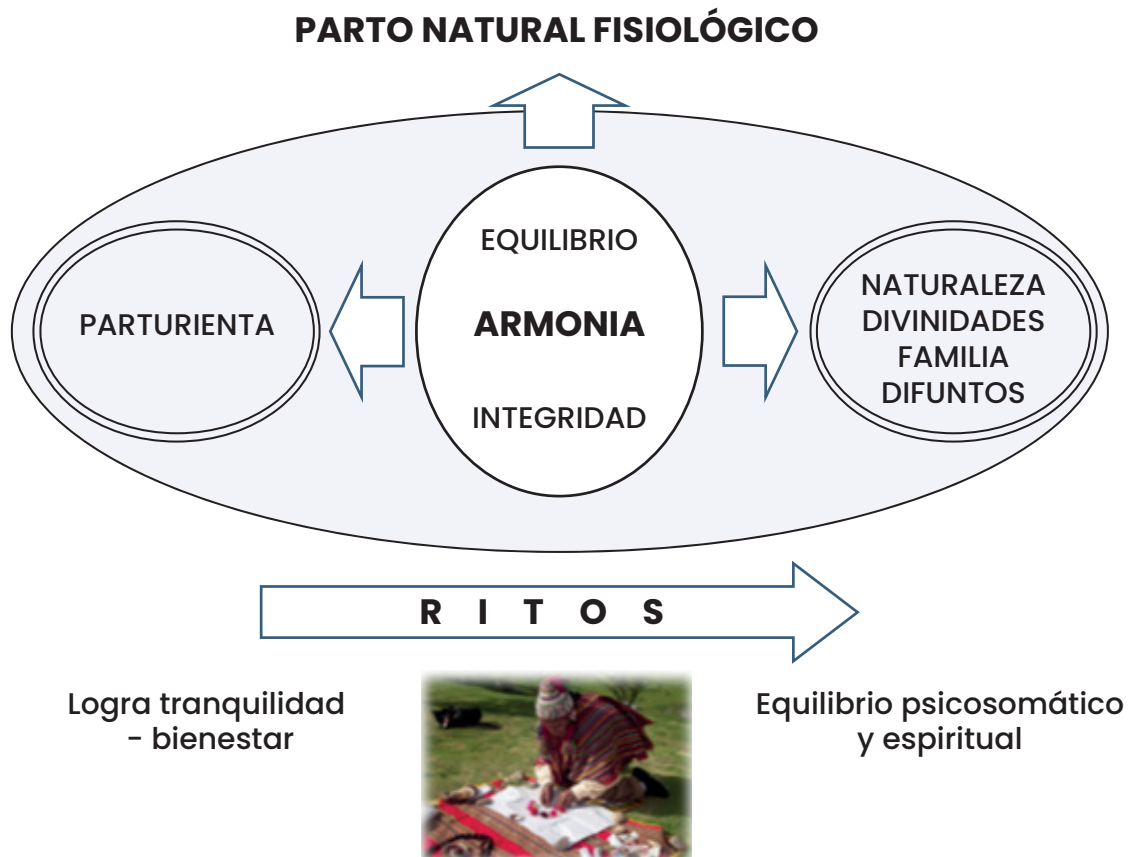 PARTO NATURAL FISIOLÓGICO
EQUILIBRIO
ARMONIA
INTEGRIDAD
PARTURIENTA
NATURALEZA
DIVINIDADES
FAMILIA
DIFUNTOS
R I T O S
Logra tranquilidad
- bienestar
Equilibrio psicosomático
y espiritual